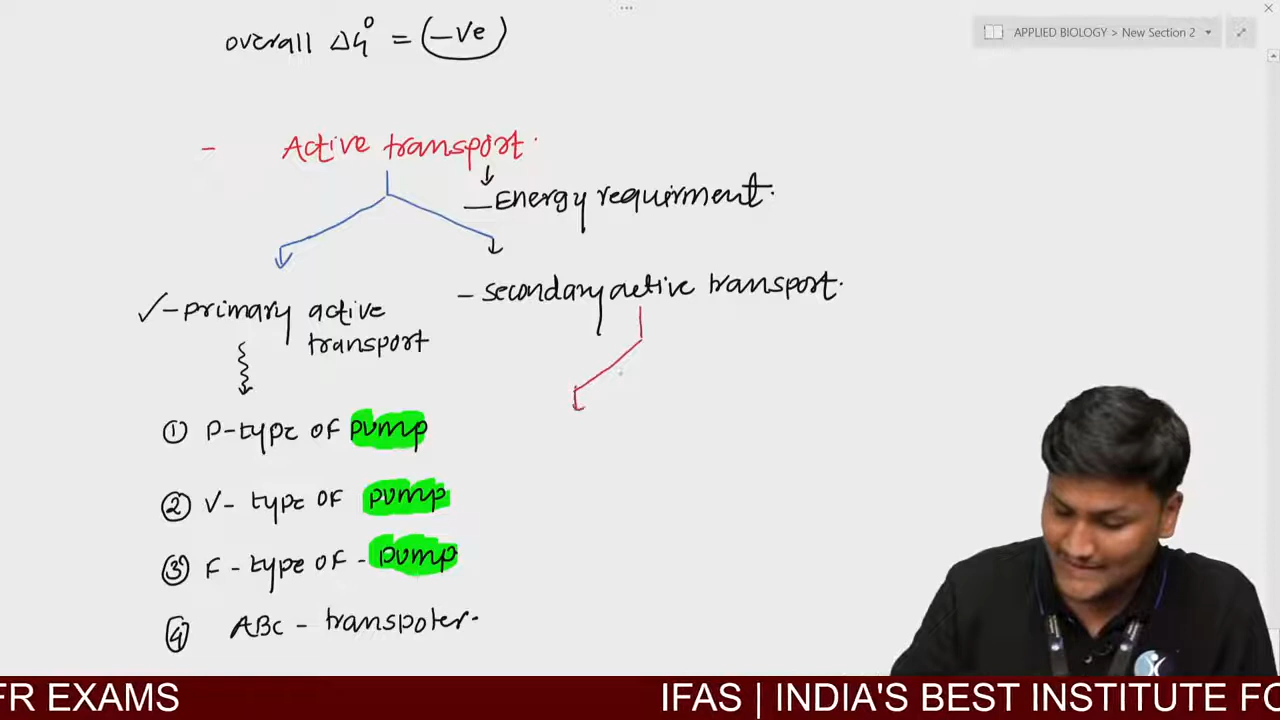 overall ΔG° = (-ve)
APPLIED BIOLOGY > New Section 2
- Active transport.
- Energy requirment.
- secondary active transport.
✓ - primary active
transport
① P-type of pump
② V- type of pump
③ F - type of - pump
④ ABC - transpoter.
FR EXAMS
IFAS | INDIA'S BEST INSTITUTE FO